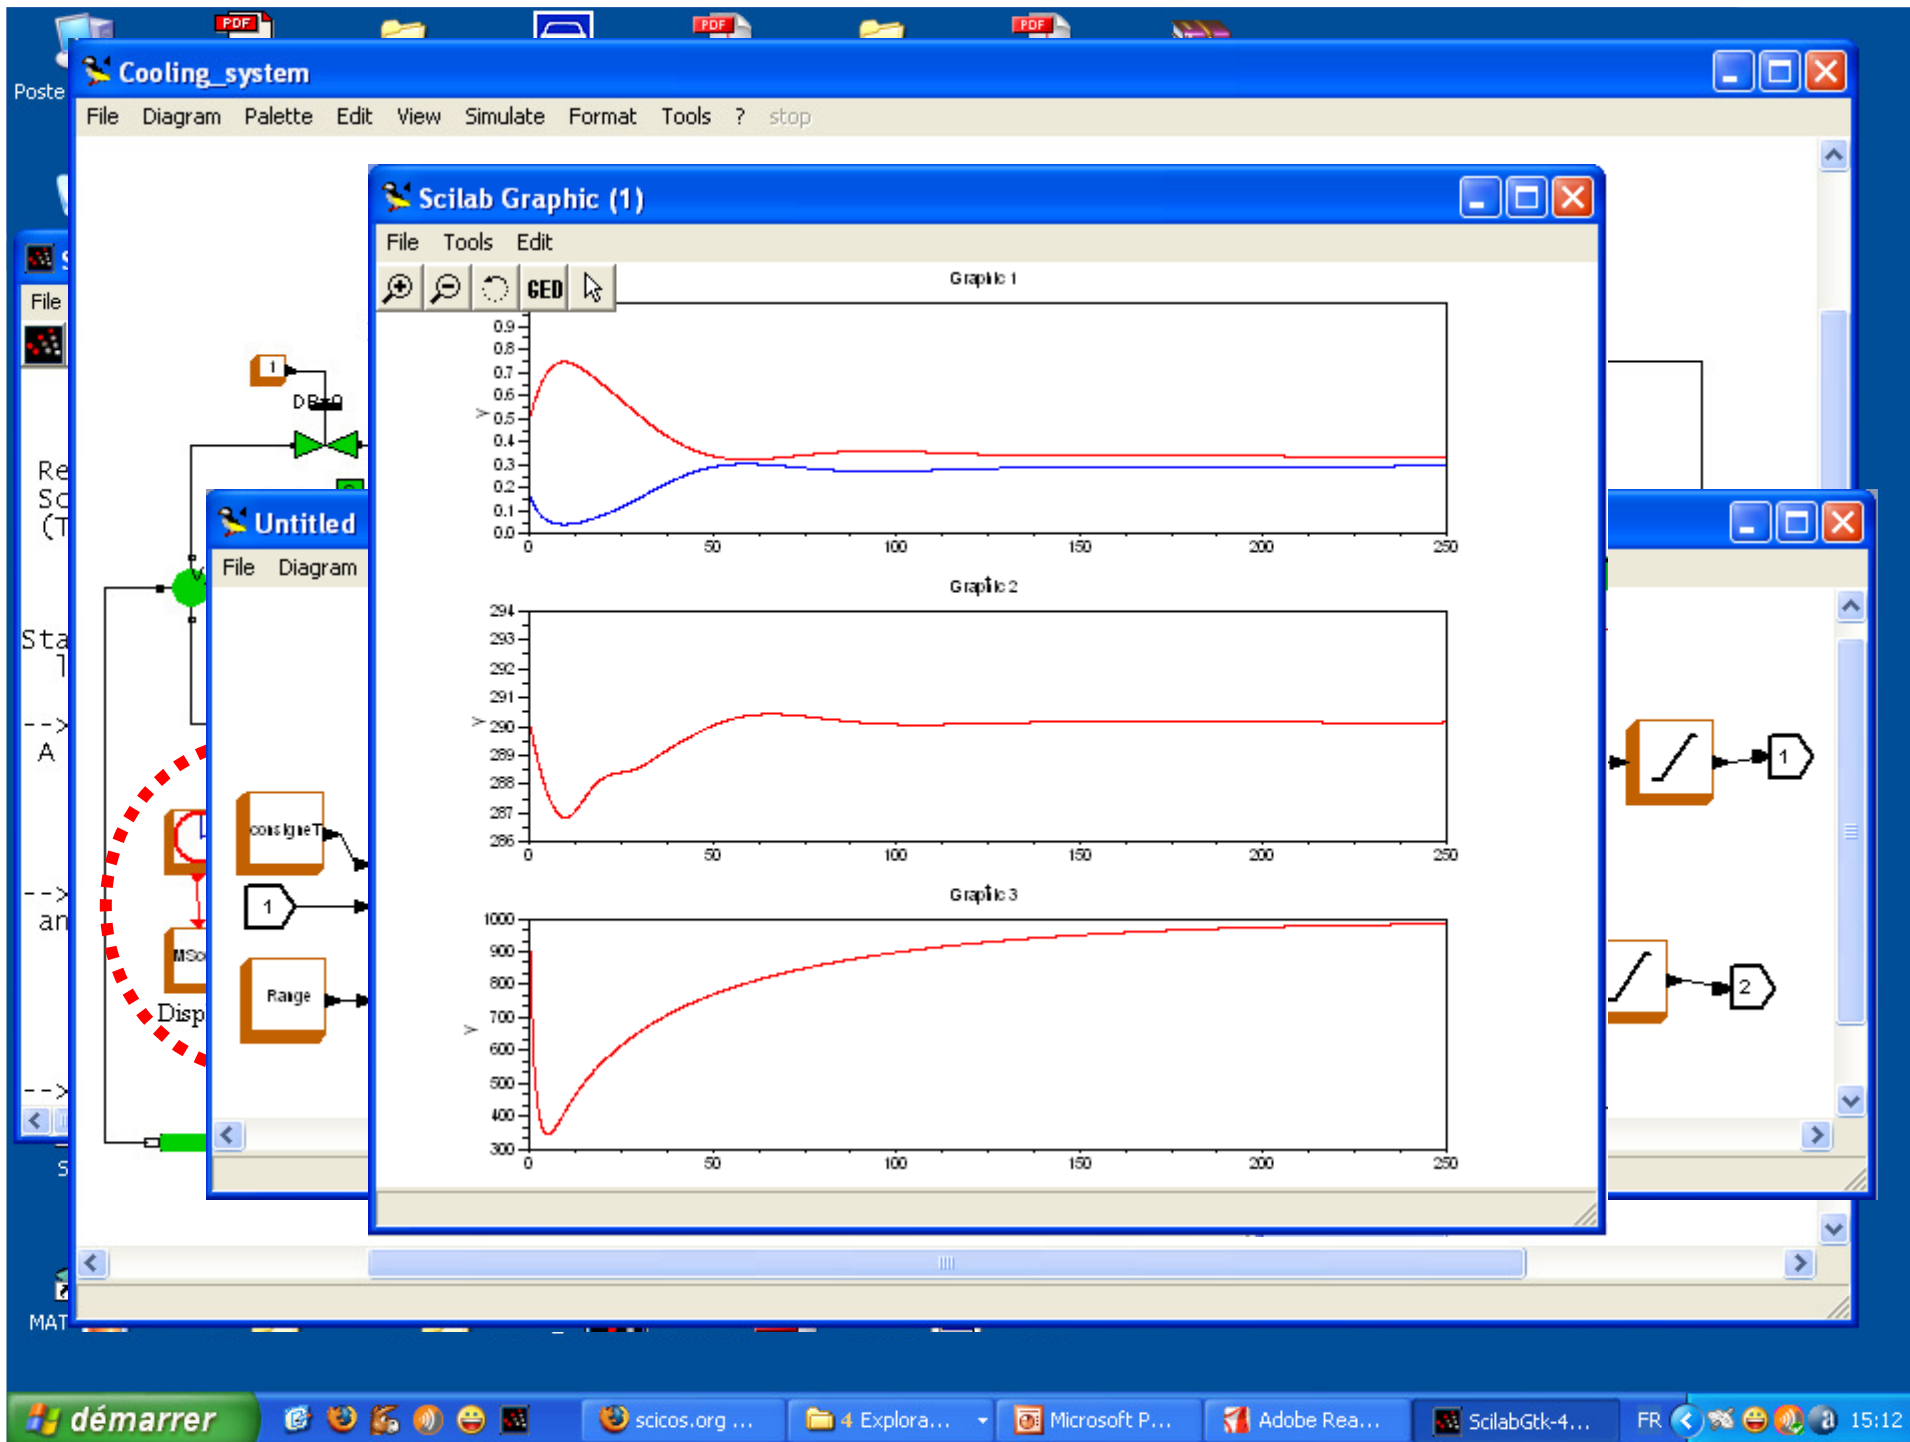 PDF
PDF
PDF
Poste
Cooling_system
File Diagram Palette Edit View Simulate Format Tools ? stop
Scilab Graphic (1)
File Tools Edit
GED
S
File
1
Re
Sc
(T
Sta
-->
A
-->
an
-->
Untitled
File Diagram
consigneT
1
Range
Disp
Graphic 1
0.9
0.8
0.7
0.6
0.5
0.4
0.3
0.2
0.1
0.0
y
0 50 100 150 200 250
Graphic 2
294
293
292
291
290
289
288
287
286
y
0 50 100 150 200 250
Graphic 3
1000
900
800
700
600
500
400
300
y
0 50 100 150 200 250
1
2
S
MAT
démarrer
scicos.org ...
4 Explora...
Microsoft P...
Adobe Rea...
ScilabGtk-4...
FR
15:12